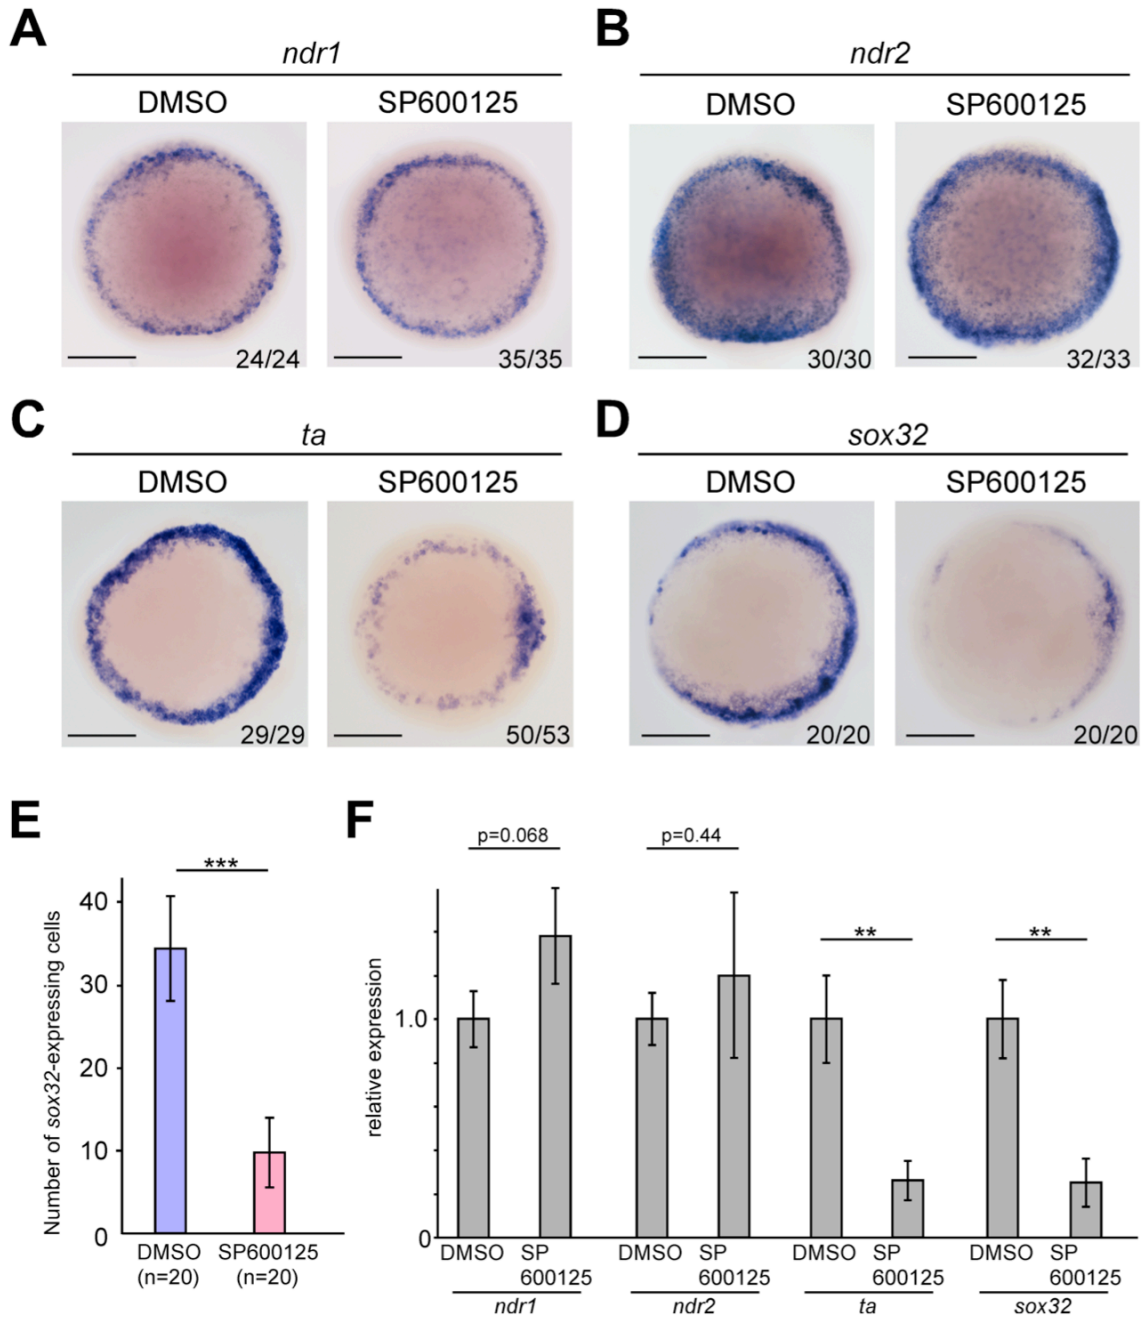 A
B
ndr1
ndr2
DMSO
SP600125
DMSO
SP600125
24/24
35/35
30/30
32/33
C
D
ta
sox32
DMSO
SP600125
DMSO
SP600125
29/29
50/53
20/20
20/20
E
F
***
p=0.068
p=0.44
**
**
Number of sox32-expressing cells
40
30
20
10
0
DMSO
(n=20)
SP600125
(n=20)
relative expression
1.0
0
DMSO
SP
600125
DMSO
SP
600125
DMSO
SP
600125
DMSO
SP
600125
ndr1
ndr2
ta
sox32